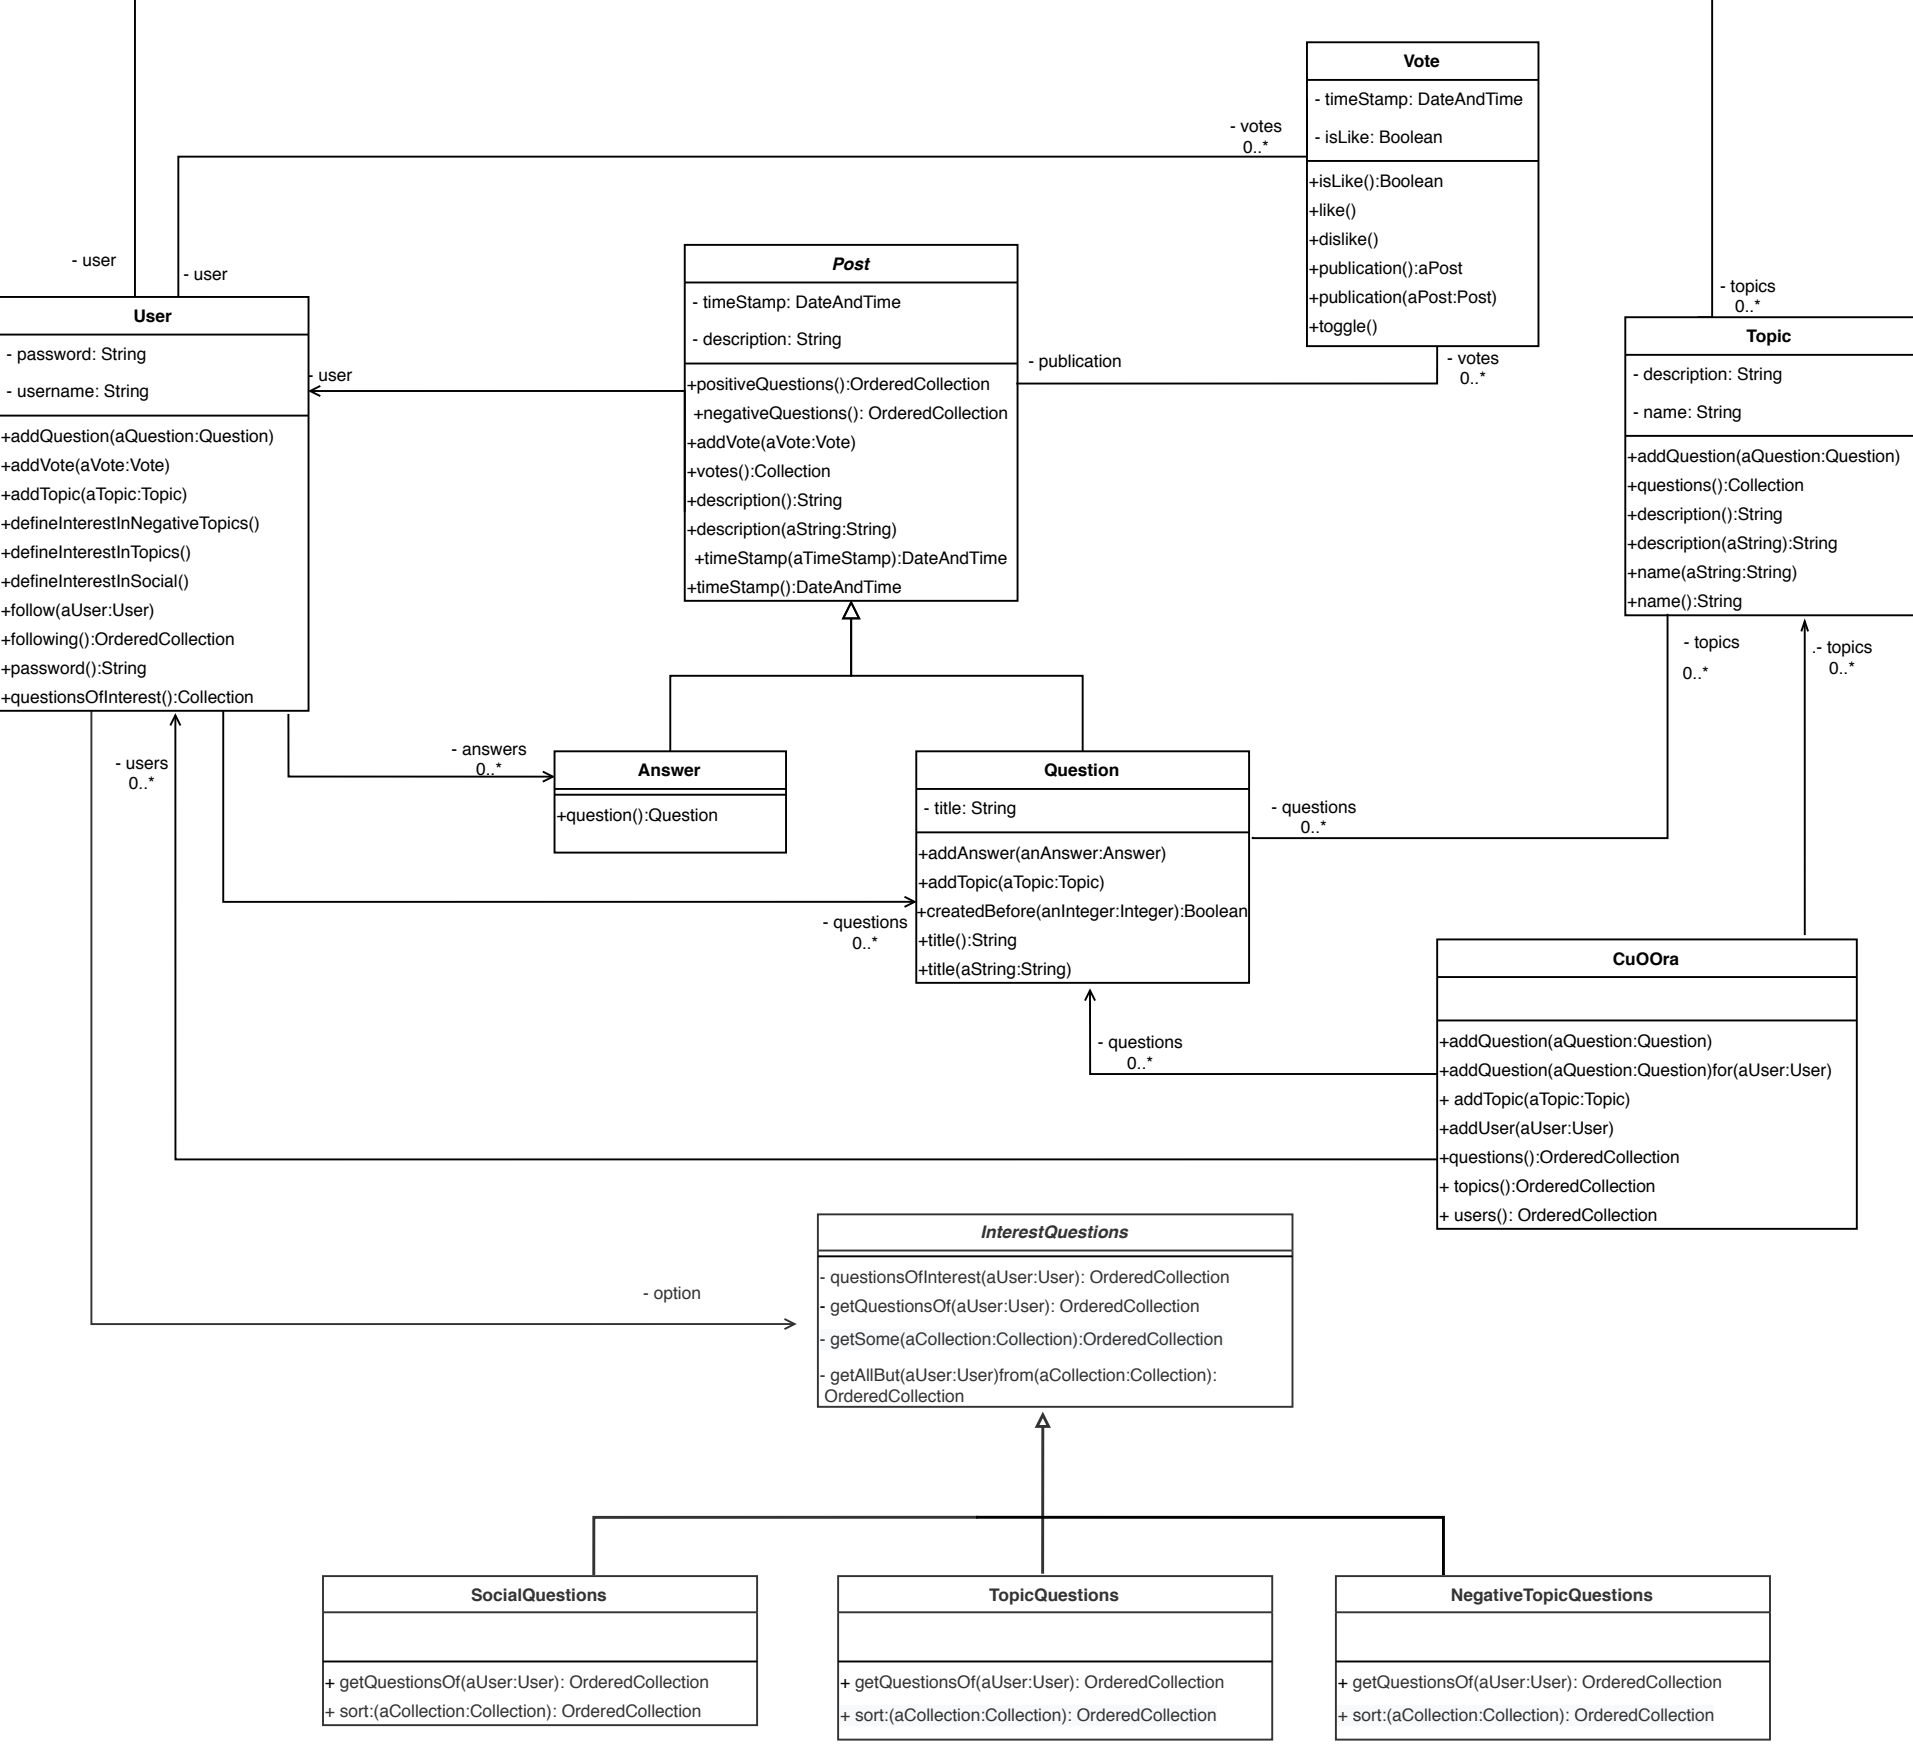 Vote
- timeStamp: DateAndTime
- isLike: Boolean
+isLike():Boolean
+like()
+dislike()
+publication():aPost
+publication(aPost:Post)
+toggle()
- votes
0..*
- user
- user
User
- password: String
- username: String
+addQuestion(aQuestion:Question)
+addVote(aVote:Vote)
+addTopic(aTopic:Topic)
+defineInterestInNegativeTopics()
+defineInterestInTopics()
+defineInterestInSocial()
+follow(aUser:User)
+following():OrderedCollection
+password():String
+questionsOfInterest():Collection
- user
Post
- timeStamp: DateAndTime
- description: String
+positiveQuestions():OrderedCollection
+negativeQuestions(): OrderedCollection
+addVote(aVote:Vote)
+votes():Collection
+description():String
+description(aString:String)
+timeStamp(aTimeStamp):DateAndTime
+timeStamp():DateAndTime
- publication
- votes
0..*
- topics
0..*
Topic
- description: String
- name: String
+addQuestion(aQuestion:Question)
+questions():Collection
+description():String
+description(aString):String
+name(aString:String)
+name():String
- topics
0..*
.- topics
0..*
- users
0..*
- answers
0..*
Answer
+question():Question
Question
- title: String
+addAnswer(anAnswer:Answer)
+addTopic(aTopic:Topic)
+createdBefore(anInteger:Integer):Boolean
+title():String
+title(aString:String)
- questions
0..*
- questions
0..*
- questions
0..*
CuOOra
+addQuestion(aQuestion:Question)
+addQuestion(aQuestion:Question)for(aUser:User)
+ addTopic(aTopic:Topic)
+addUser(aUser:User)
+questions():OrderedCollection
+ topics():OrderedCollection
+ users(): OrderedCollection
- option
InterestQuestions
- questionsOfInterest(aUser:User): OrderedCollection
- getQuestionsOf(aUser:User): OrderedCollection
- getSome(aCollection:Collection):OrderedCollection
- getAllBut(aUser:User)from(aCollection:Collection):
OrderedCollection
SocialQuestions
+ getQuestionsOf(aUser:User): OrderedCollection
+ sort:(aCollection:Collection): OrderedCollection
TopicQuestions
+ getQuestionsOf(aUser:User): OrderedCollection
+ sort:(aCollection:Collection): OrderedCollection
NegativeTopicQuestions
+ getQuestionsOf(aUser:User): OrderedCollection
+ sort:(aCollection:Collection): OrderedCollection